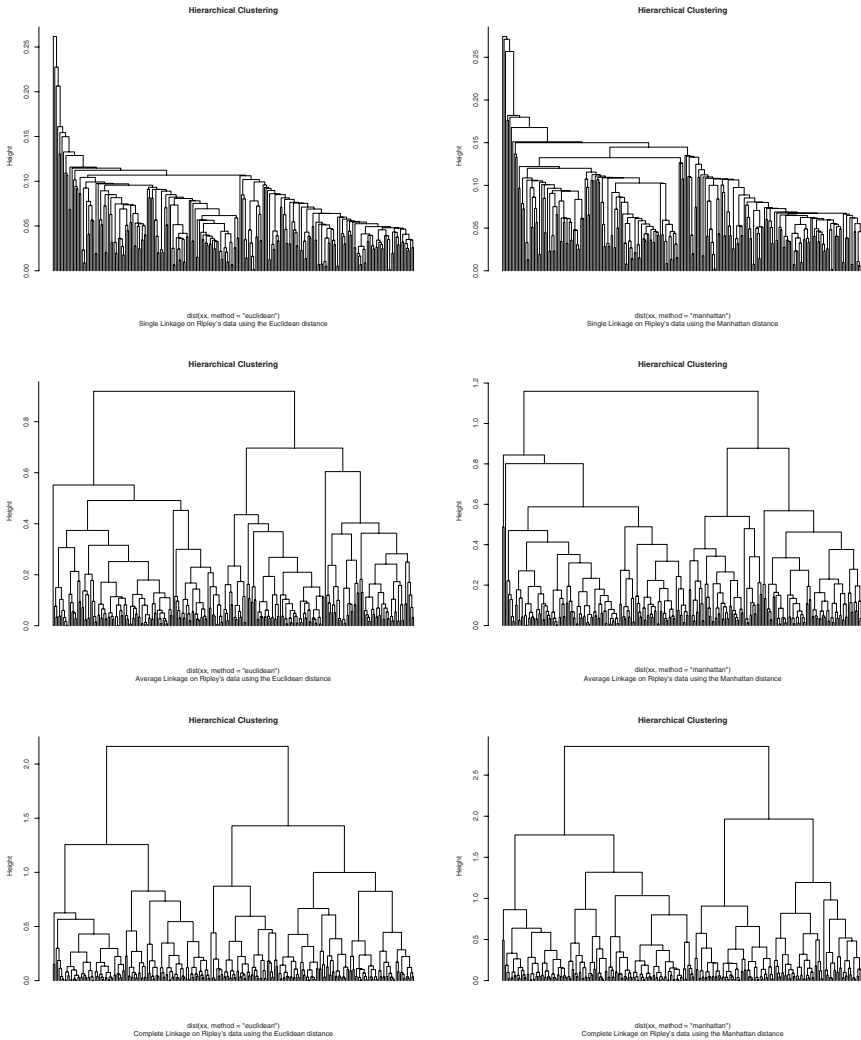 Hierarchical Clustering
Height
0.25
0.20
0.15
0.10
0.05
0.00
dist(xx, method = "euclidean")
Single Linkage on Ripley's data using the Euclidean distance
Hierarchical Clustering
Height
0.25
0.20
0.15
0.10
0.05
0.00
dist(xx, method = "manhattan")
Single Linkage on Ripley's data using the Manhattan distance
Hierarchical Clustering
Height
0.8
0.6
0.4
0.2
0.0
dist(xx, method = "euclidean")
Average Linkage on Ripley's data using the Euclidean distance
Hierarchical Clustering
Height
1.2
1.0
0.8
0.6
0.4
0.2
0.0
dist(xx, method = "manhattan")
Average Linkage on Ripley's data using the Manhattan distance
Hierarchical Clustering
Height
2.0
1.5
1.0
0.5
0.0
dist(xx, method = "euclidean")
Complete Linkage on Ripley's data using the Euclidean distance
Hierarchical Clustering
Height
2.5
2.0
1.5
1.0
0.5
0.0
dist(xx, method = "manhattan")
Complete Linkage on Ripley's data using the Manhattan distance